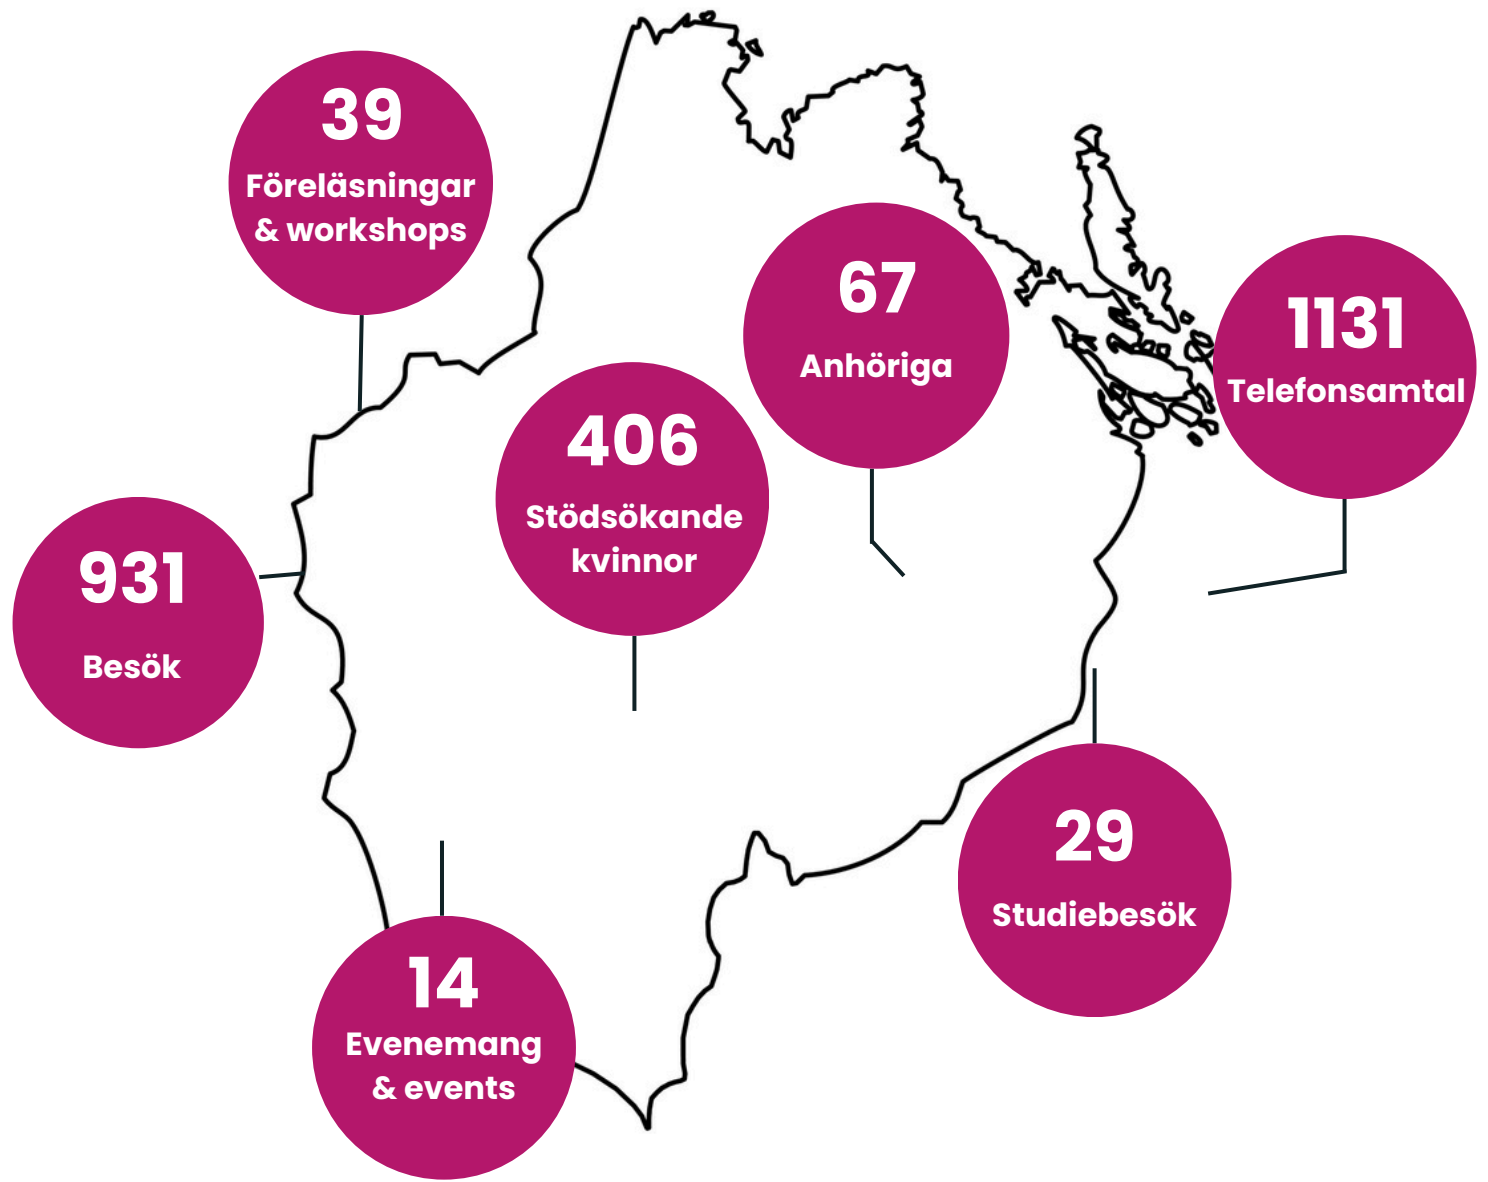 39
Föreläsningar
& workshops
67
Anhöriga
1131
Telefonsamtal
406
Stödsökande
kvinnor
931
Besök
29
Studiebesök
14
Evenemang
& events